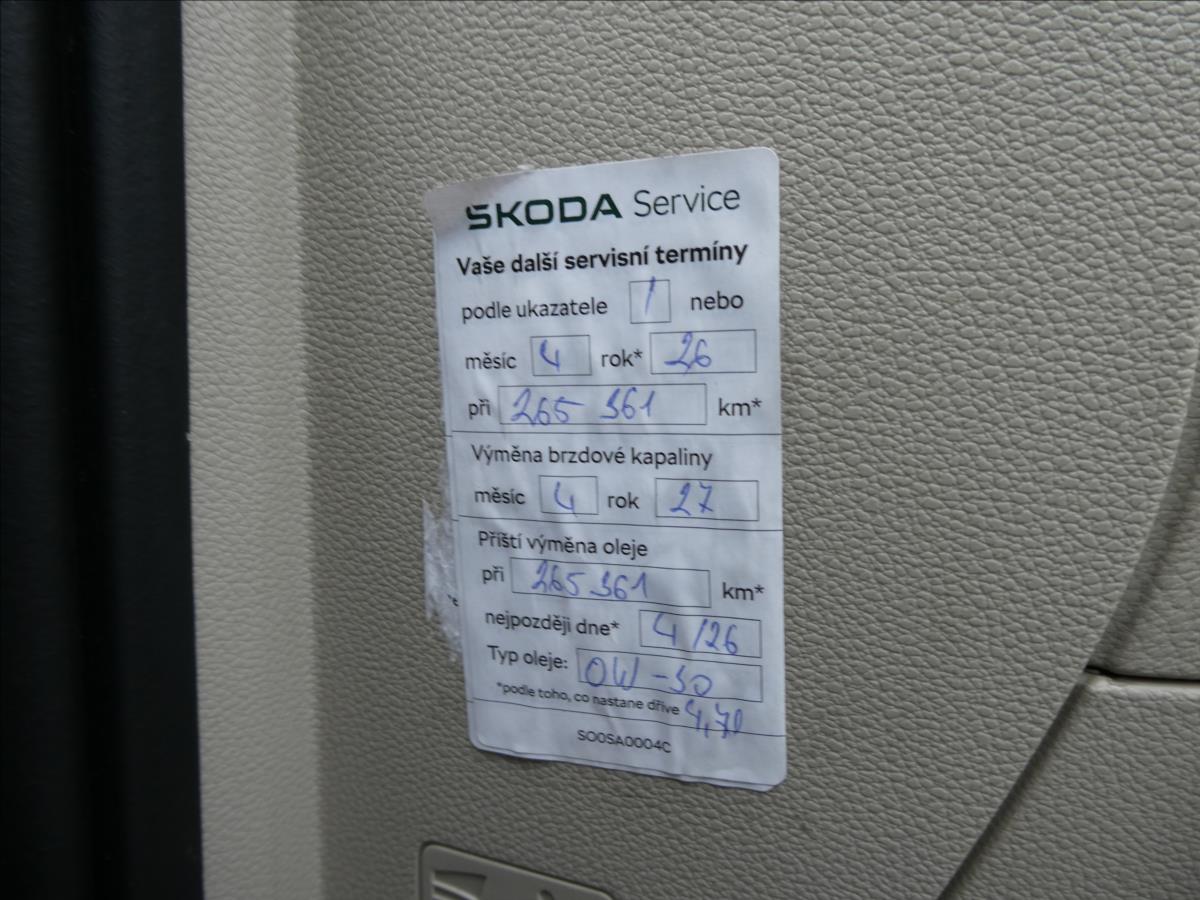 ŠKODA Service
Vaše další servisní termíny
podle ukazatele / nebo
měsíc 4 rok* 26
při 265 361 km*
Výměna brzdové kapaliny
měsíc 4 rok 27
Příští výměna oleje
při 265 361 km*
nejpozději dne* 4/26
Typ oleje: 0W-30
*podle toho, co nastane dříve 4,7l
SO0SA0004C